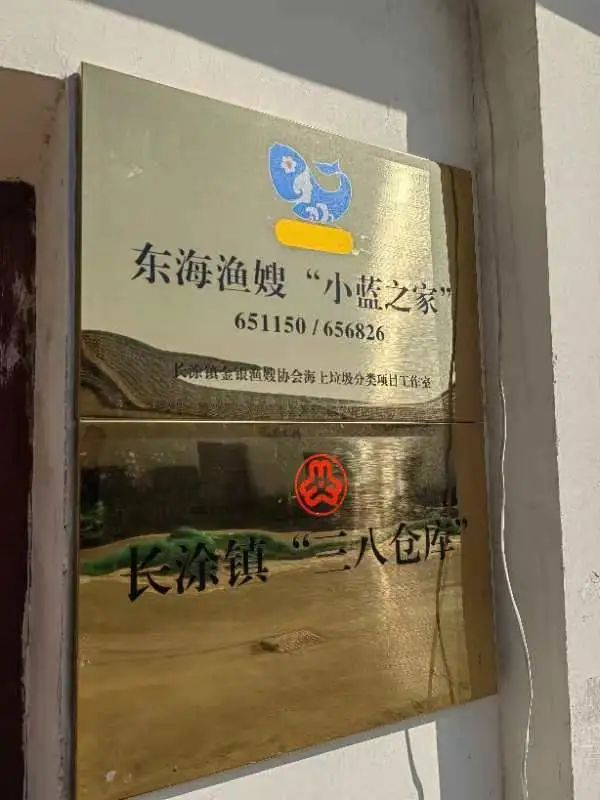 东海渔嫂“小蓝之家”
651150 / 656826
长涂镇金银渔嫂协会海上垃圾分类项目工作室
长涂镇“三八仓库”